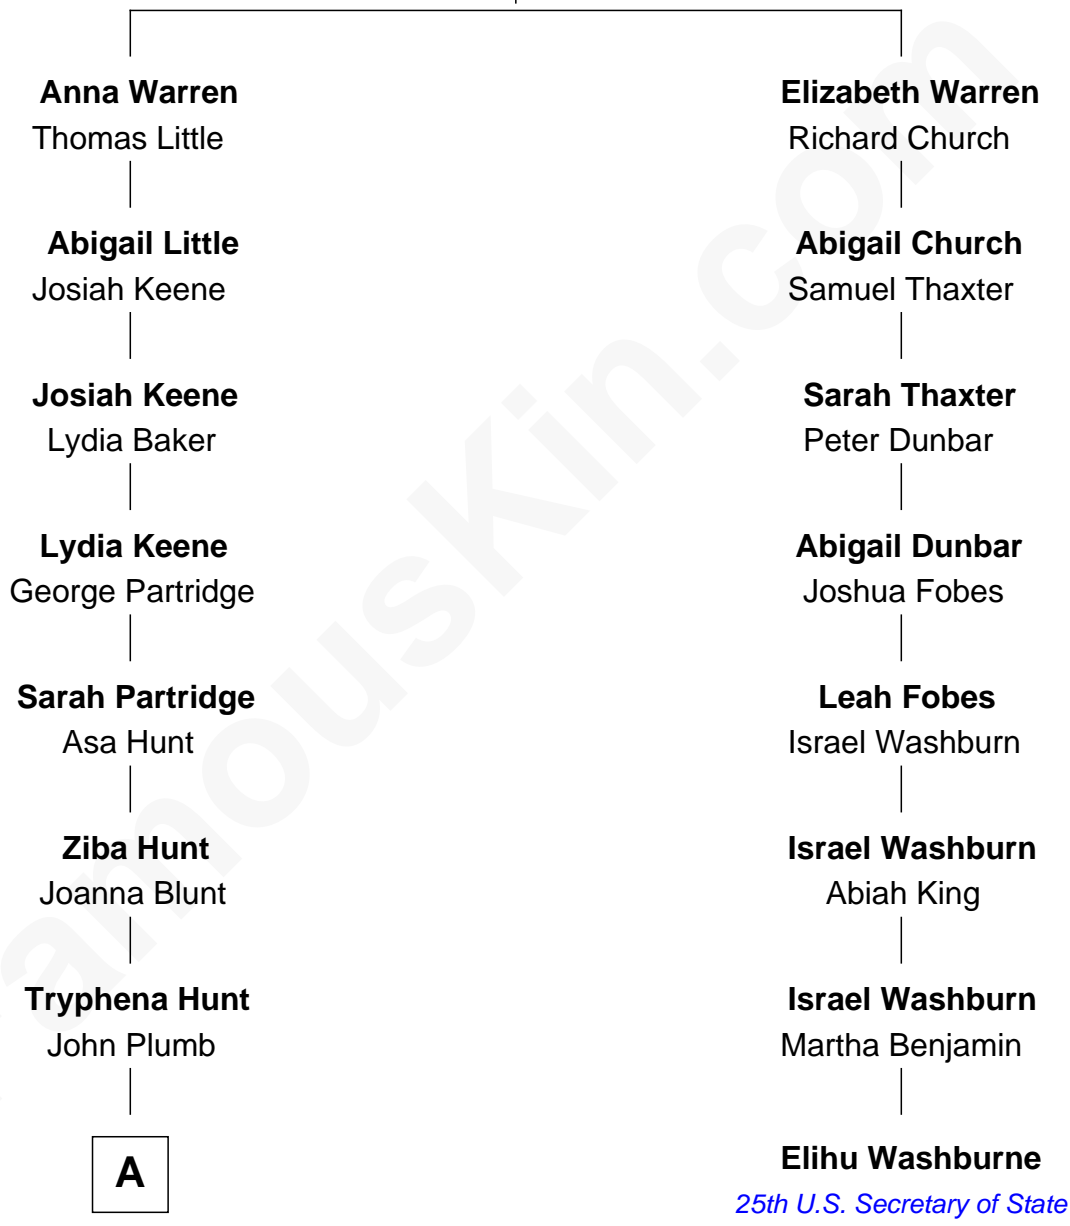 Anna Warren
Thomas Little
Abigail Little
Josiah Keene
Josiah Keene
Lydia Baker
Lydia Keene
George Partridge
Sarah Partridge
Asa Hunt
Ziba Hunt
Joanna Blunt
Tryphena Hunt
John Plumb
A
Elizabeth Warren
Richard Church
Abigail Church
Samuel Thaxter
Sarah Thaxter
Peter Dunbar
Abigail Dunbar
Joshua Fobes
Leah Fobes
Israel Washburn
Israel Washburn
Abiah King
Israel Washburn
Martha Benjamin
Elihu Washburne
25th U.S. Secretary of State
amouskin.com